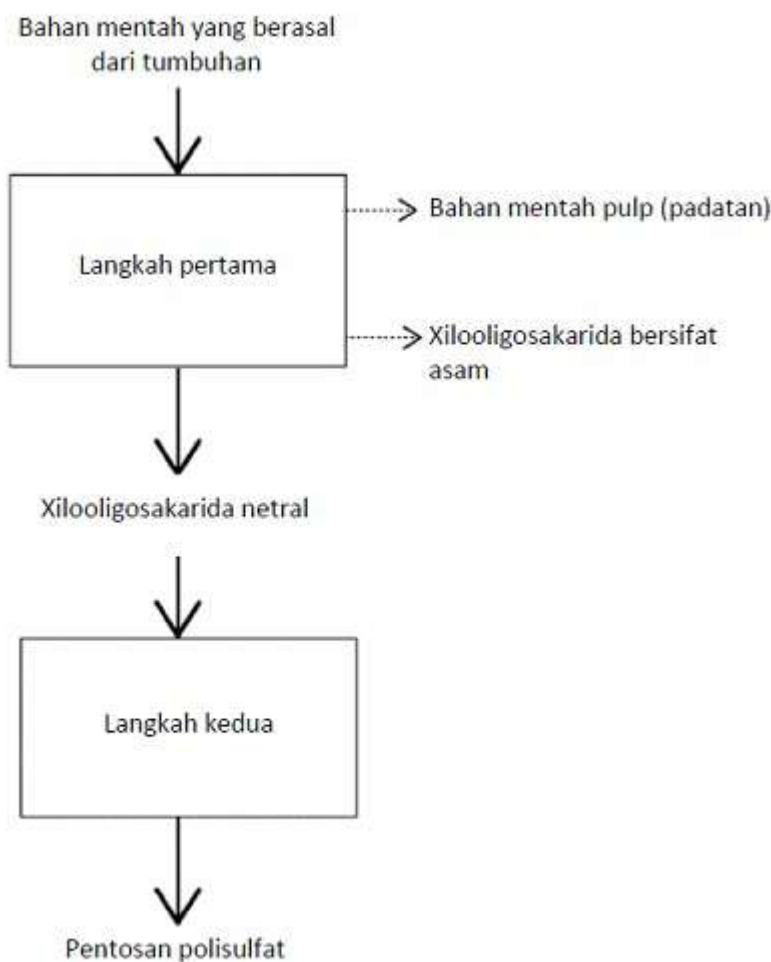 Bahan mentah yang berasal
dari tumbuhan
Langkah pertama
Bahan mentah pulp (padatan)
Xilooligosakarida bersifat
asam
Xilooligosakarida netral
Langkah kedua
Pentosan polisulfat